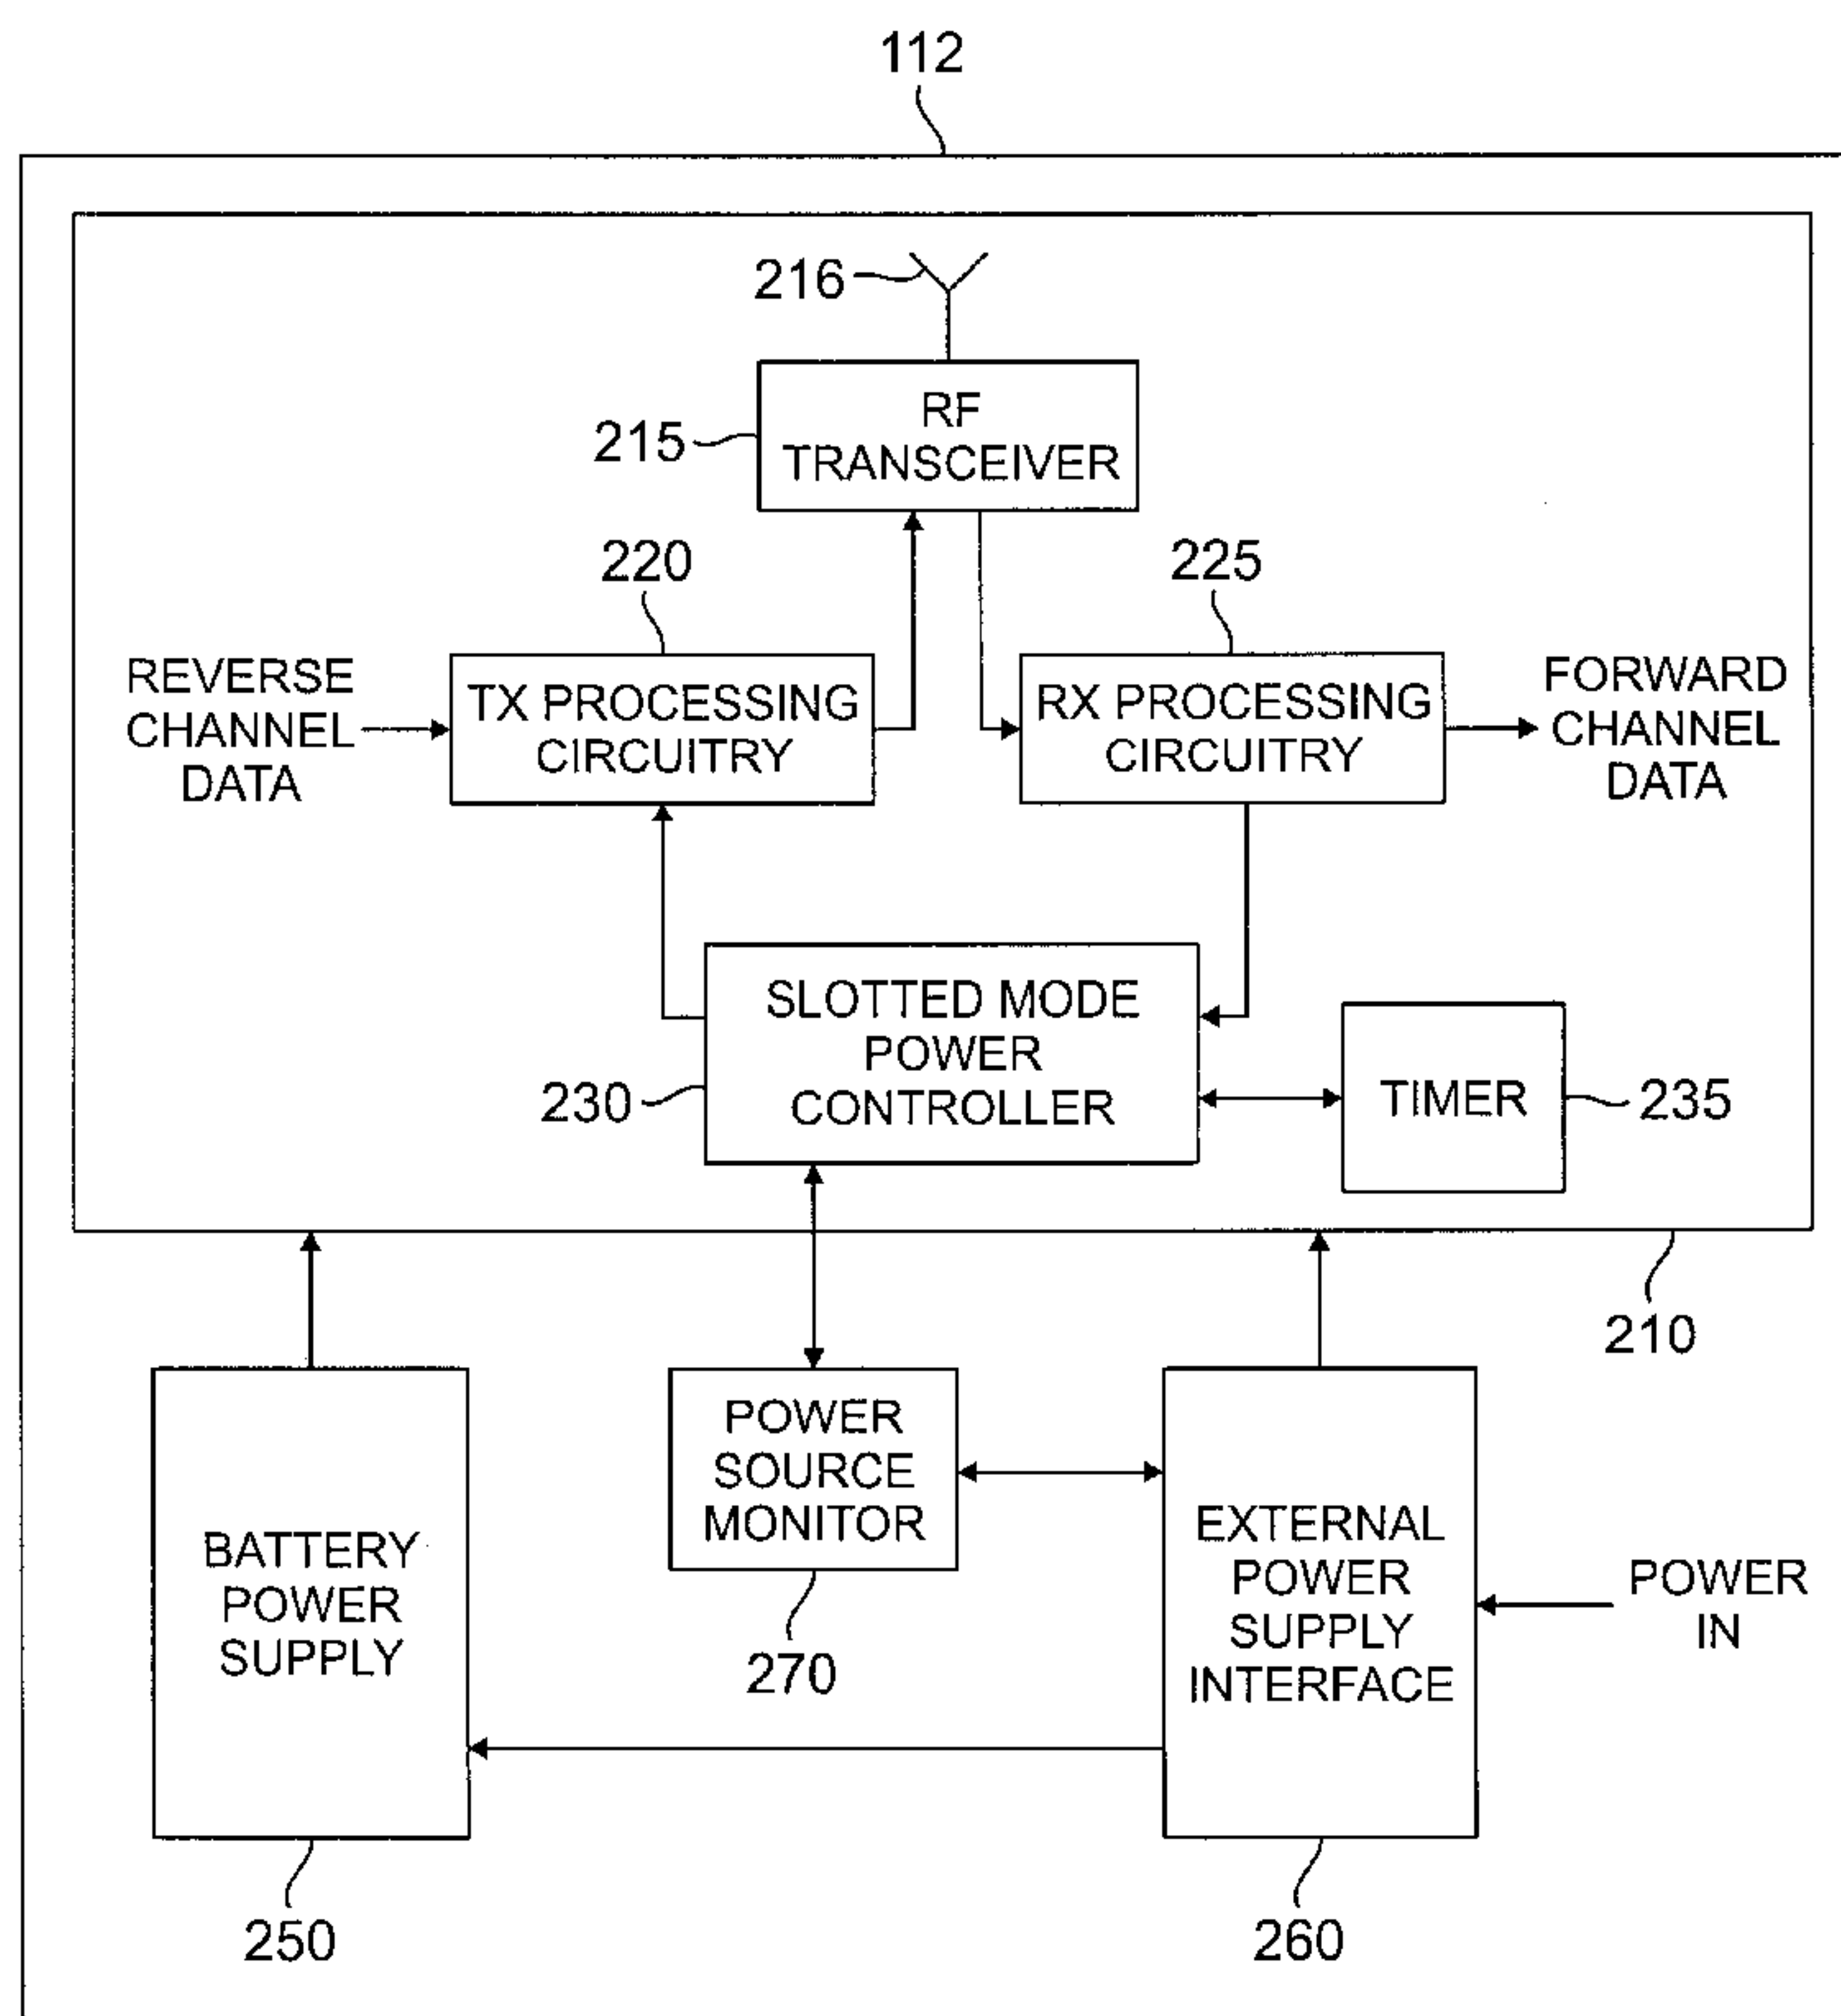 112
216
RF
TRANSCEIVER
215
220
225
REVERSE
CHANNEL
DATA
TX PROCESSING
CIRCUITRY
RX PROCESSING
CIRCUITRY
FORWARD
CHANNEL
DATA
SLOTTED MODE
POWER
CONTROLLER
230
TIMER
235
210
BATTERY
POWER
SUPPLY
POWER
SOURCE
MONITOR
EXTERNAL
POWER
SUPPLY
INTERFACE
POWER
IN
270
250
260